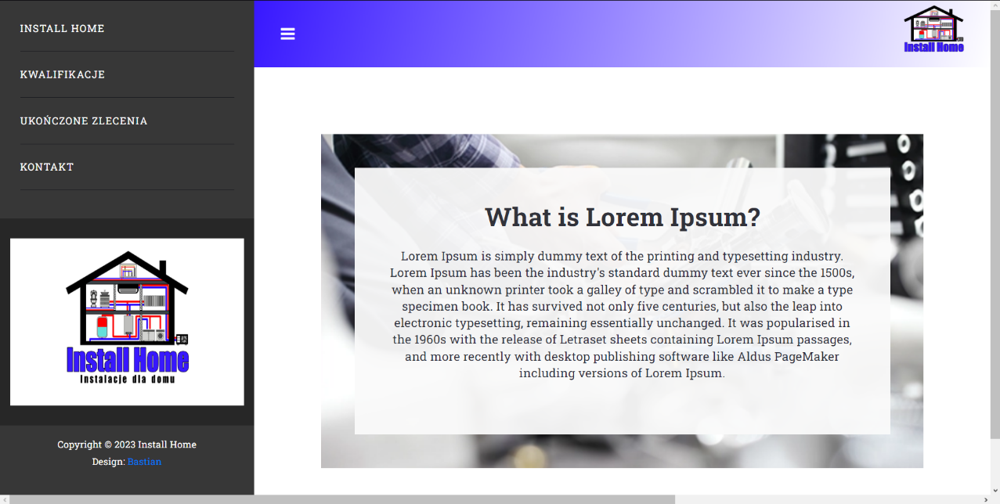 INSTALL HOME
KWALIFIKACJE
UKOŃCZONE ZLECENIA
KONTAKT
Install Home
Instalacje dla domu
Copyright © 2023 Install Home
Design: Bastian
Install Home
What is Lorem Ipsum?
Lorem Ipsum is simply dummy text of the printing and typesetting industry.
Lorem Ipsum has been the industry's standard dummy text ever since the 1500s,
when an unknown printer took a galley of type and scrambled it to make a type
specimen book. It has survived not only five centuries, but also the leap into
electronic typesetting, remaining essentially unchanged. It was popularised in
the 1960s with the release of Letraset sheets containing Lorem Ipsum passages,
and more recently with desktop publishing software like Aldus PageMaker
including versions of Lorem Ipsum.